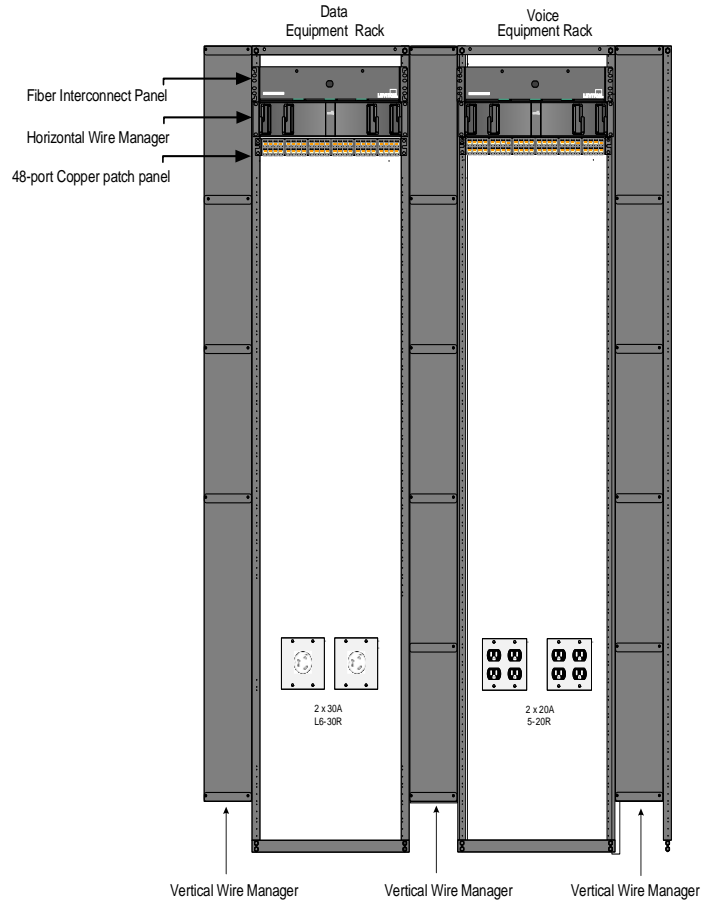 Data
Equipment Rack
Voice
Equipment Rack
Fiber Interconnect Panel
Horizontal Wire Manager
48-port Copper patch panel
2 x 30A
L6-30R
2 x 20A
5-20R
Vertical Wire Manager
Vertical Wire Manager
Vertical Wire Manager